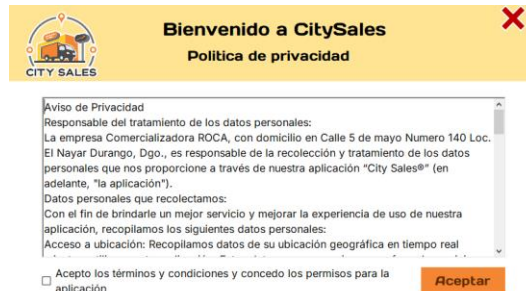 Bienvenido a CitySales
Politica de privacidad
CITY SALES
Aviso de Privacidad
Responsable del tratamiento de los datos personales:
La empresa Comercializadora ROCA, con domicilio en Calle 5 de mayo Numero 140 Loc.
El Nayar Durango, Dgo., es responsable de la recolección y tratamiento de los datos
personales que nos proporcione a través de nuestra aplicación “City Sales®” (en
adelante, "la aplicación").
Datos personales que recolectamos:
Con el fin de brindarle un mejor servicio y mejorar la experiencia de uso de nuestra
aplicación, recopilamos los siguientes datos personales:
Acceso a ubicación: Recopilamos datos de su ubicación geográfica en tiempo real
Acepto los términos y condiciones y concedo los permisos para la
aplicación
Aceptar